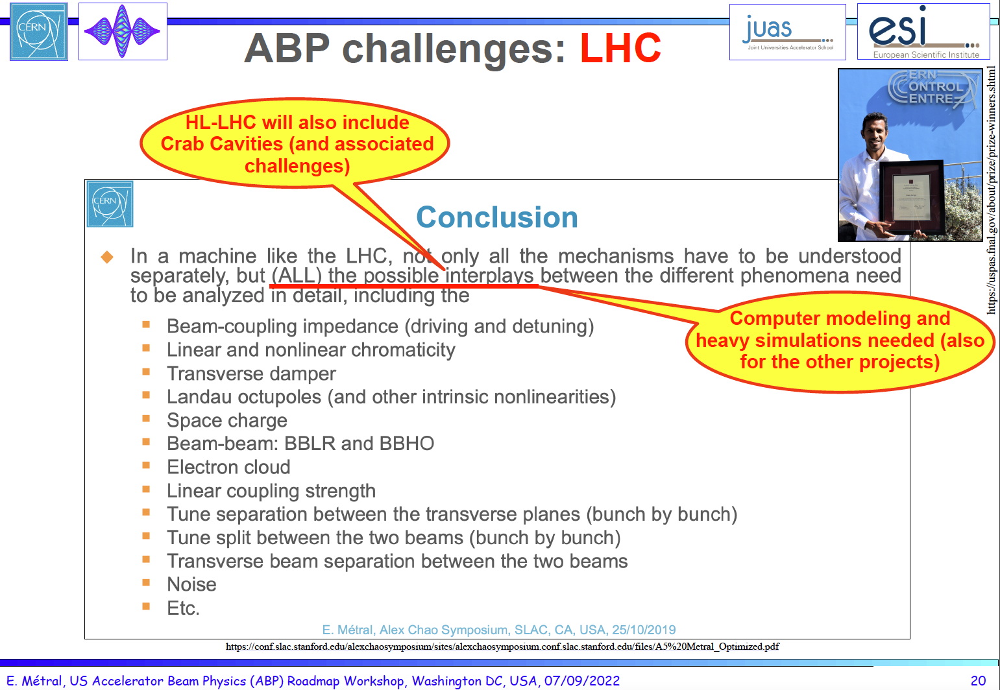 CERN
ABP challenges: LHC
juas
Joint Universities Accelerator School
esi
European Scientific Institute
ERN
ONTROL
ENTRE
https://uspas.fnal.gov/about/prize/prize-winners.shtml
HL-LHC will also include
Crab Cavities (and associated
challenges)
CERN
Conclusion
In a machine like the LHC, not only all the mechanisms have to be understood
separately, but (ALL) the possible interplays between the different phenomena need
to be analyzed in detail, including the
Computer modeling and
heavy simulations needed (also
for the other projects)
Beam-coupling impedance (driving and detuning)
Linear and nonlinear chromaticity
Transverse damper
Landau octupoles (and other intrinsic nonlinearities)
Space charge
Beam-beam: BBLR and BBHO
Electron cloud
Linear coupling strength
Tune separation between the transverse planes (bunch by bunch)
Tune split between the two beams (bunch by bunch)
Transverse beam separation between the two beams
Noise
Etc.
E. Métral, Alex Chao Symposium, SLAC, CA, USA, 25/10/2019
https://conf.slac.stanford.edu/alexchaosymposium/sites/alexchaosymposium.conf.slac.stanford.edu/files/A5%20Metral_Optimized.pdf
E. Métral, US Accelerator Beam Physics (ABP) Roadmap Workshop, Washington DC, USA, 07/09/2022
20